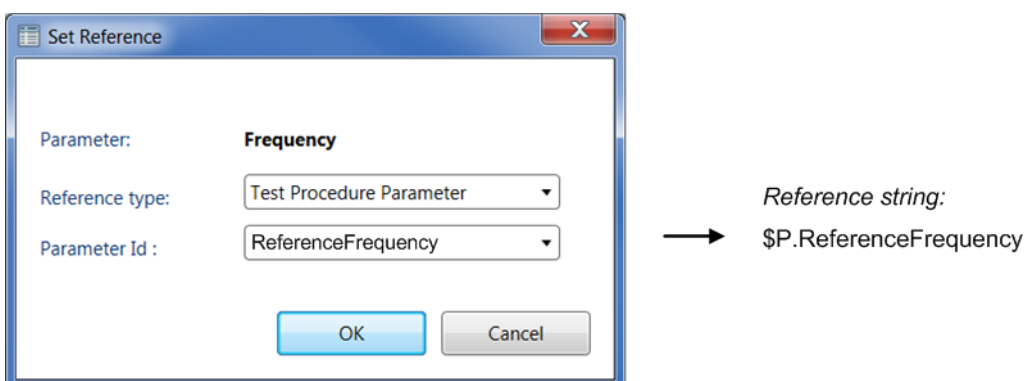 Set Reference
Parameter: Frequency
Reference type: Test Procedure Parameter
Parameter Id : ReferenceFrequency
OK Cancel
Reference string:
$P.ReferenceFrequency